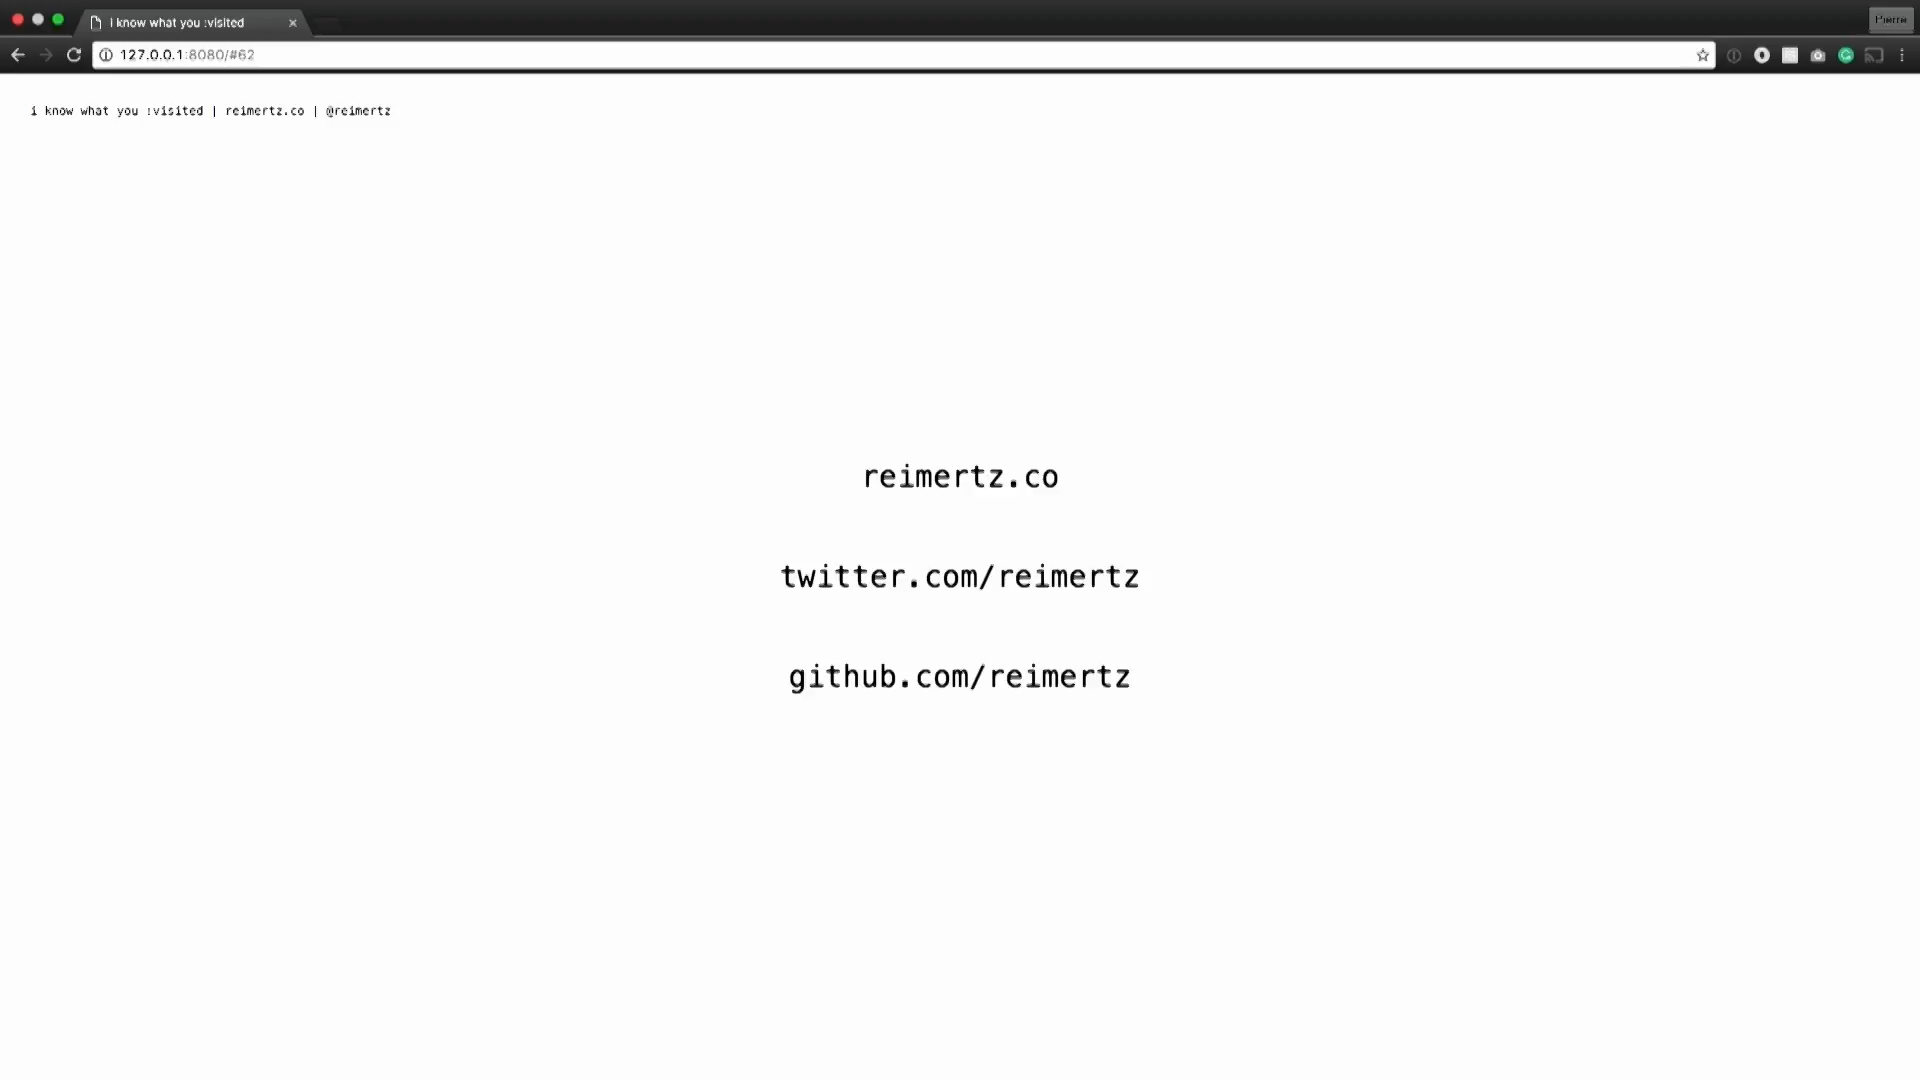 I know what you :visited
Pierre
127.0.0.1:8080/#62
i know what you :visited | reimertz.co | @reimertz
reimertz.co
twitter.com/reimertz
github.com/reimertz